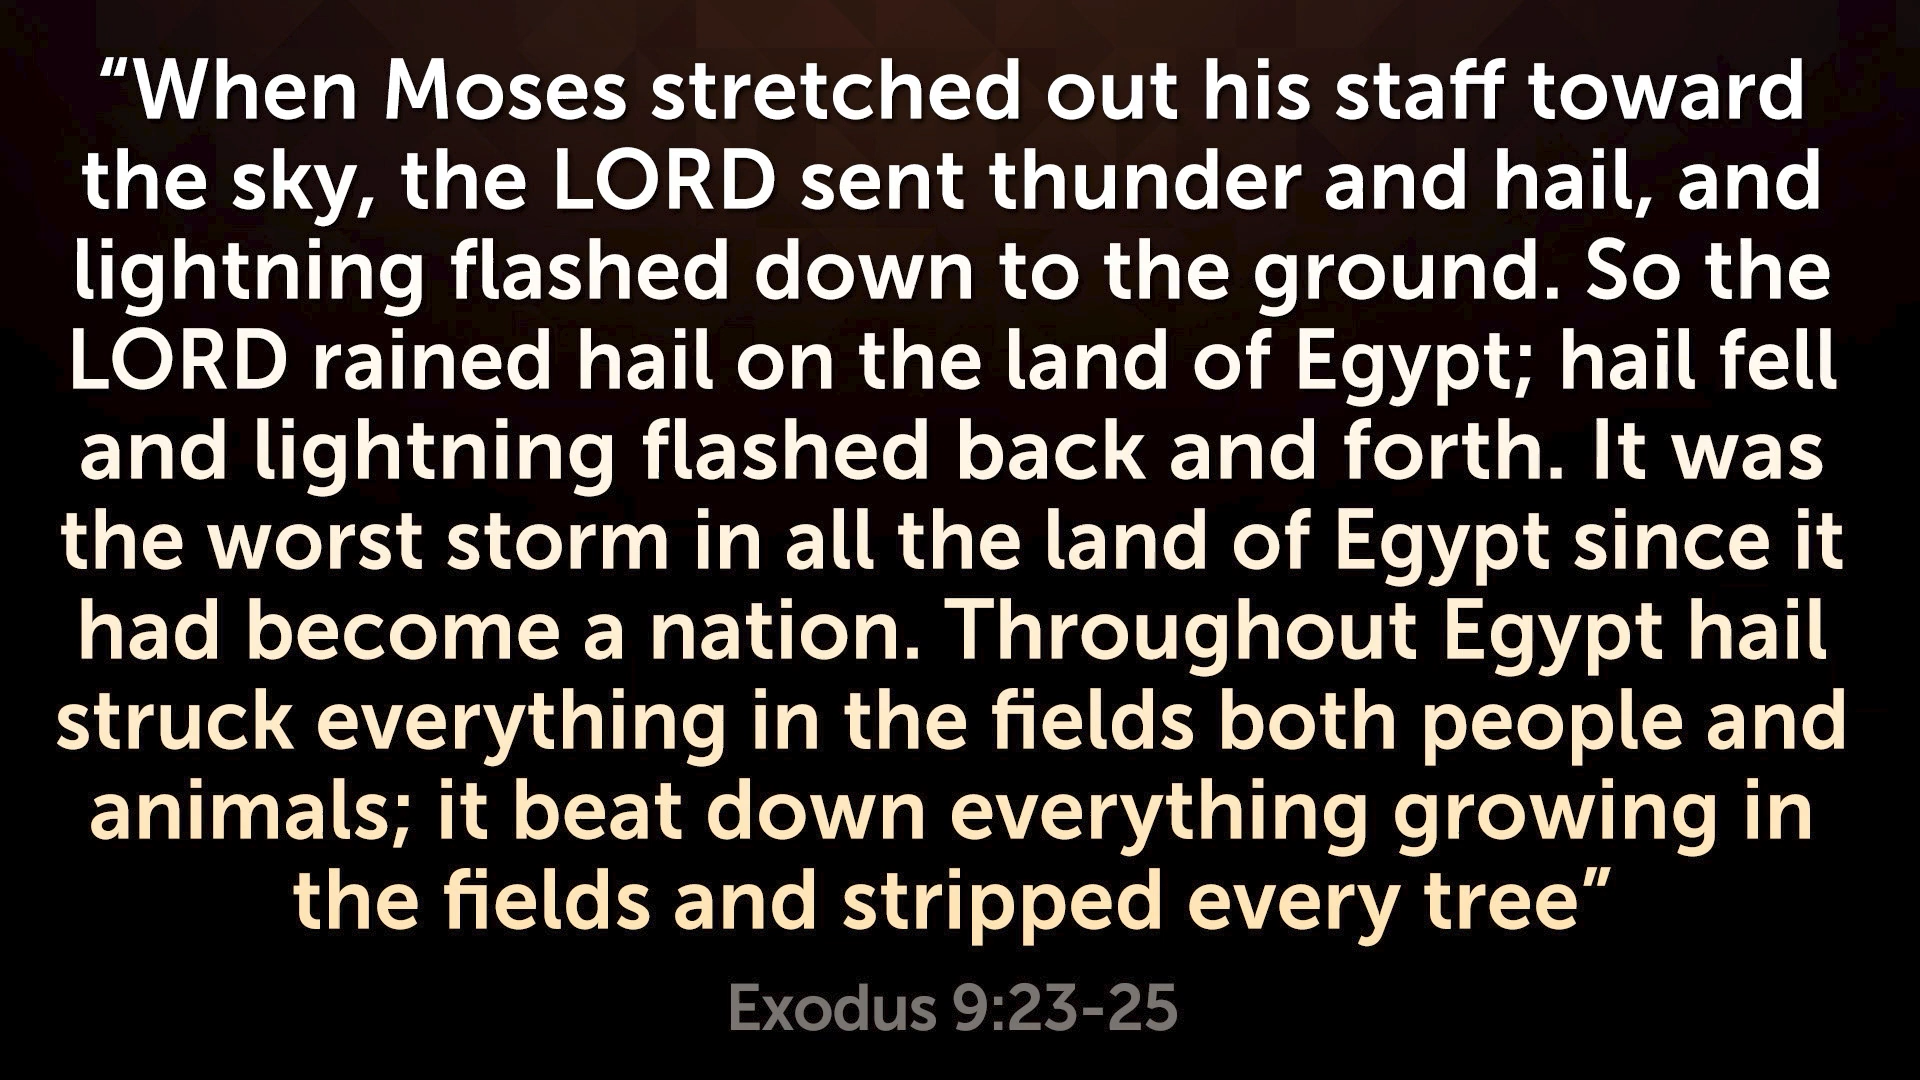 “When Moses stretched out his staff toward
the sky, the LORD sent thunder and hail, and
lightning flashed down to the ground. So the
LORD rained hail on the land of Egypt; hail fell
and lightning flashed back and forth. It was
the worst storm in all the land of Egypt since it
had become a nation. Throughout Egypt hail
struck everything in the fields both people and
animals; it beat down everything growing in
the fields and stripped every tree”
Exodus 9:23-25